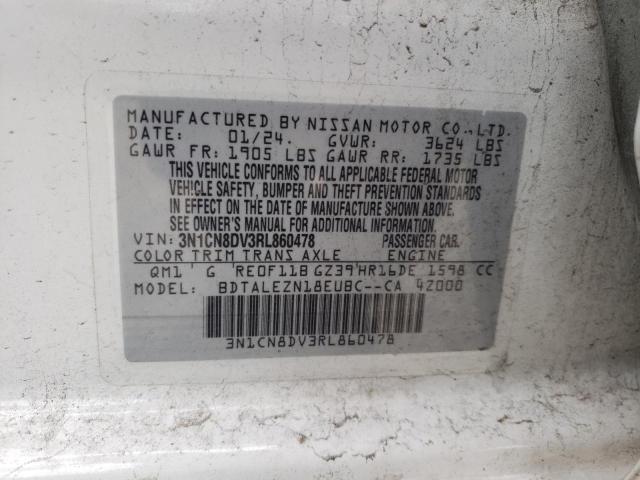 MANUFACTURED BY NISSAN MOTOR CO.,LTD.
DATE: 01/24. GVWR: 3624 LBS
GAWR FR: 1905 LBS GAWR RR: 1735 LBS
THIS VEHICLE CONFORMS TO ALL APPLICABLE FEDERAL MOTOR
VEHICLE SAFETY, BUMPER AND THEFT PREVENTION STANDARDS
IN EFFECT ON THE DATE OF MANUFACTURE SHOWN ABOVE.
SEE OWNER'S MANUAL FOR ADDITIONAL INFORMATION.
VIN: 3N1CN8DV3RL860478 PASSENGER CAR
COLOR TRIM TRANS AXLE ENGINE
QM1 G RE0F11B GZ39 HR16DE 1598 CC
MODEL: BDTALEZN18EUBC--CA 42000
3N1CN8DV3RL860478